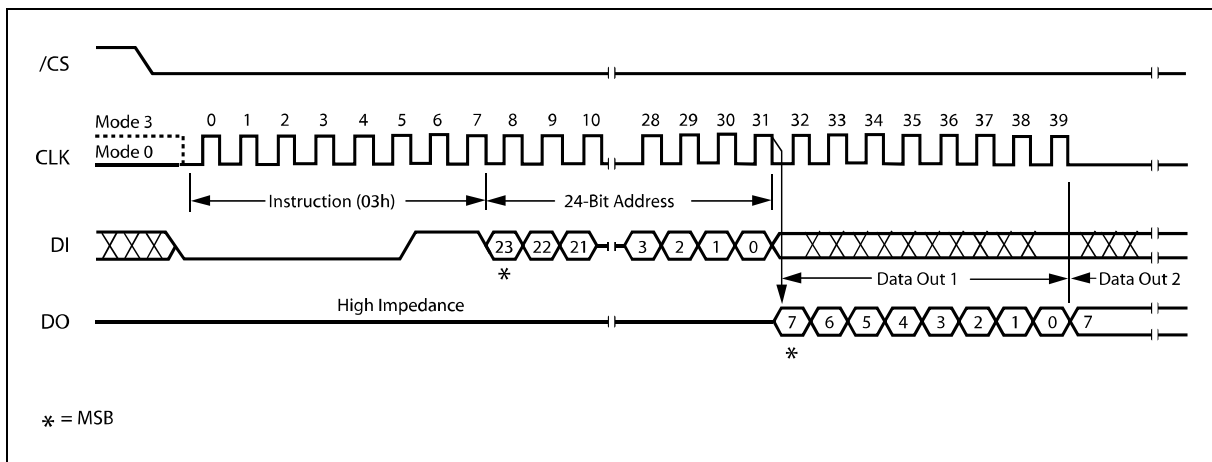 /CS
Mode 3
0 1 2 3 4 5 6 7 8 9 10 28 29 30 31 32 33 34 35 36 37 38 39
CLK
Mode 0
Instruction (03h) 24-Bit Address
DI
23 22 21 3 2 1 0
*
Data Out 1 Data Out 2
High Impedance
DO
7 6 5 4 3 2 1 0 7
*
* = MSB